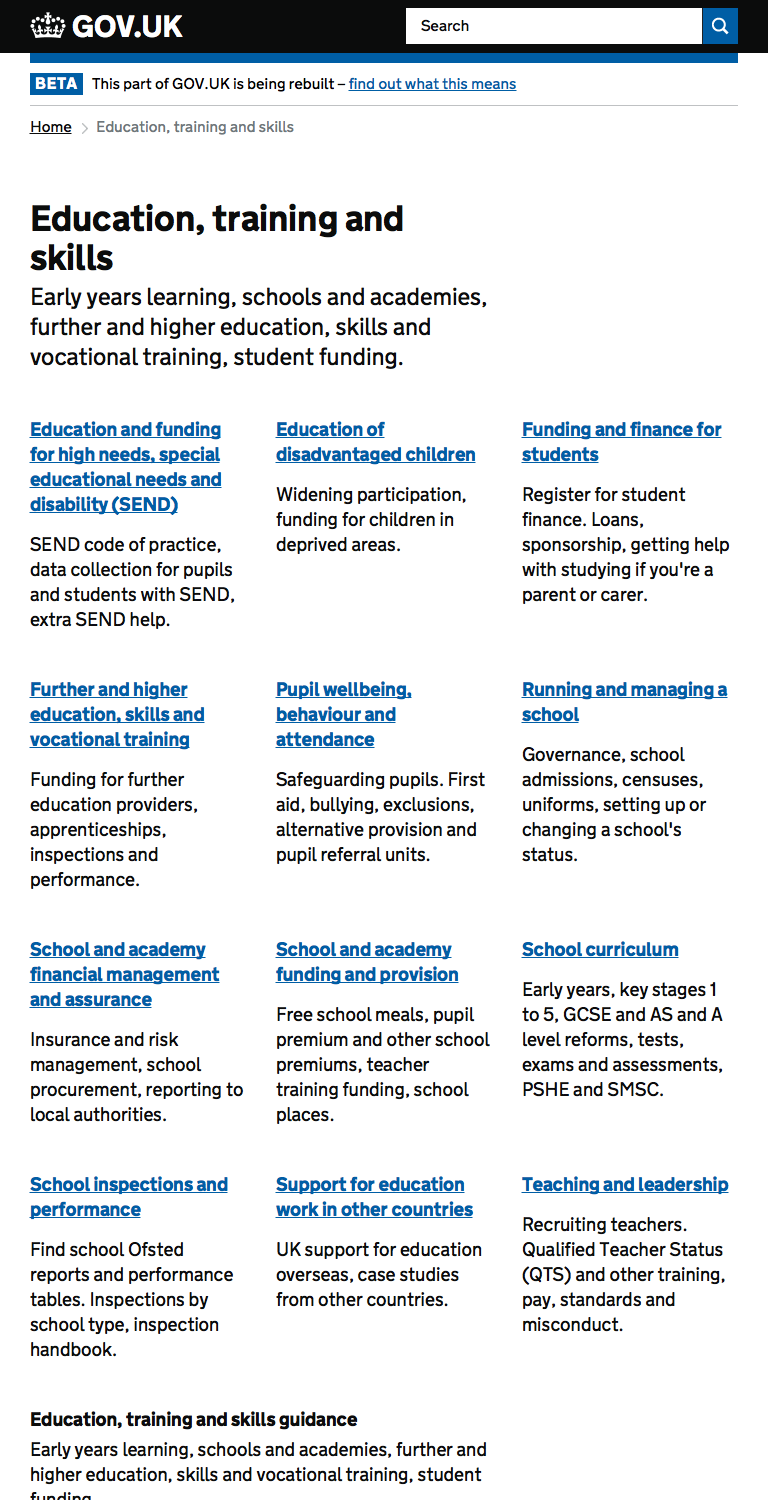 GOV.UK
Search
BETA This part of GOV.UK is being rebuilt – find out what this means
Home Education, training and skills
Education, training and
skills
Early years learning, schools and academies,
further and higher education, skills and
vocational training, student funding.
Education and funding
for high needs, special
educational needs and
disability (SEND)
SEND code of practice,
data collection for pupils
and students with SEND,
extra SEND help.
Education of
disadvantaged children
Widening participation,
funding for children in
deprived areas.
Funding and finance for
students
Register for student
finance. Loans,
sponsorship, getting help
with studying if you're a
parent or carer.
Further and higher
education, skills and
vocational training
Funding for further
education providers,
apprenticeships,
inspections and
performance.
Pupil wellbeing,
behaviour and
attendance
Safeguarding pupils. First
aid, bullying, exclusions,
alternative provision and
pupil referral units.
Running and managing a
school
Governance, school
admissions, censuses,
uniforms, setting up or
changing a school's
status.
School and academy
financial management
and assurance
Insurance and risk
management, school
procurement, reporting to
local authorities.
School and academy
funding and provision
Free school meals, pupil
premium and other school
premiums, teacher
training funding, school
places.
School curriculum
Early years, key stages 1
to 5, GCSE and AS and A
level reforms, tests,
exams and assessments,
PSHE and SMSC.
School inspections and
performance
Find school Ofsted
reports and performance
tables. Inspections by
school type, inspection
handbook.
Support for education
work in other countries
UK support for education
overseas, case studies
from other countries.
Teaching and leadership
Recruiting teachers.
Qualified Teacher Status
(QTS) and other training,
pay, standards and
misconduct.
Education, training and skills guidance
Early years learning, schools and academies, further and
higher education, skills and vocational training, student
funding